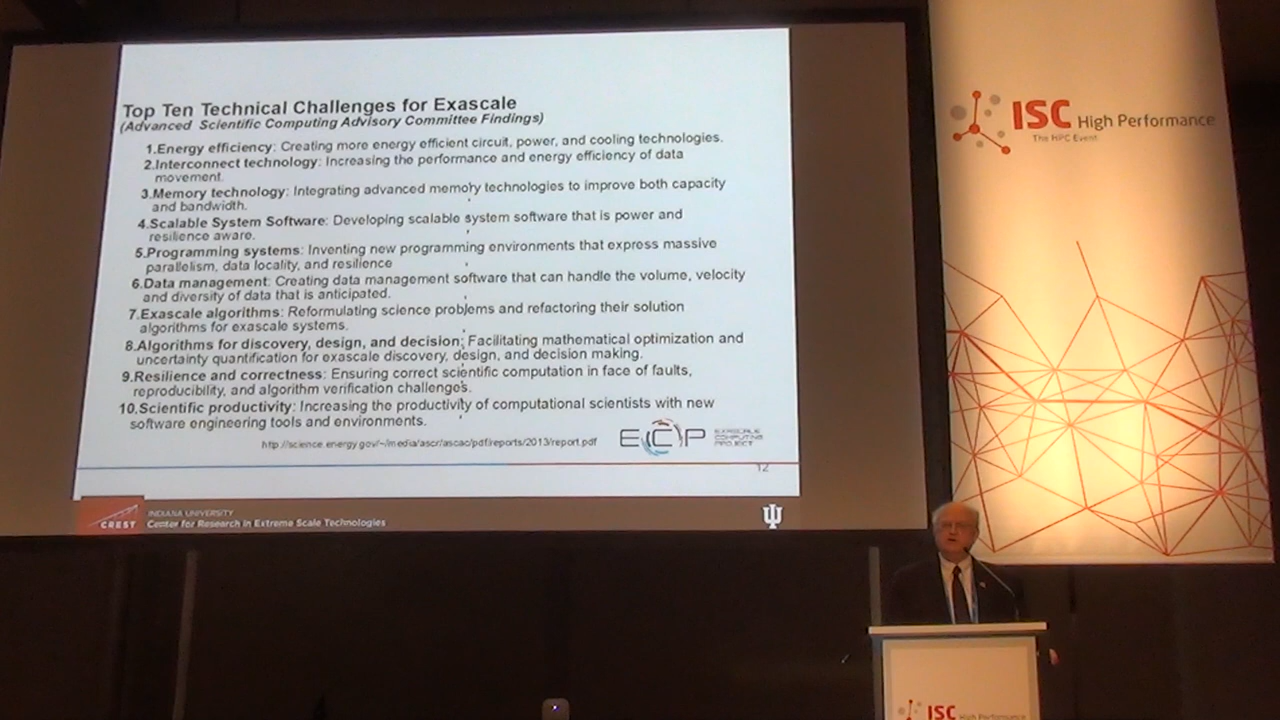 Top Ten Technical Challenges for Exascale
(Advanced Scientific Computing Advisory Committee Findings)
1.Energy efficiency: Creating more energy efficient circuit, power, and cooling technologies.
2.Interconnect technology: Increasing the performance and energy efficiency of data
movement.
3.Memory technology: Integrating advanced memory technologies to improve both capacity
and bandwidth.
4.Scalable System Software: Developing scalable system software that is power and
resilience aware.
5.Programming systems: Inventing new programming environments that express massive
parallelism, data locality, and resilience
6.Data management: Creating data management software that can handle the volume, velocity
and diversity of data that is anticipated.
7.Exascale algorithms: Reformulating science problems and refactoring their solution
algorithms for exascale systems.
8.Algorithms for discovery, design, and decision: Facilitating mathematical optimization and
uncertainty quantification for exascale discovery, design, and decision making.
9.Resilience and correctness: Ensuring correct scientific computation in face of faults,
reproducibility, and algorithm verification challenges.
10.Scientific productivity: Increasing the productivity of computational scientists with new
software engineering tools and environments.
http://science.energy.gov/~/media/ascr/ascac/pdf/reports/2013/report.pdf
ECP
EXASCALE
COMPUTING
PROJECT
12
CREST
INDIANA UNIVERSITY
Center for Research in Extreme Scale Technologies
ISC High Performance
The HPC Event
ISC High Performance